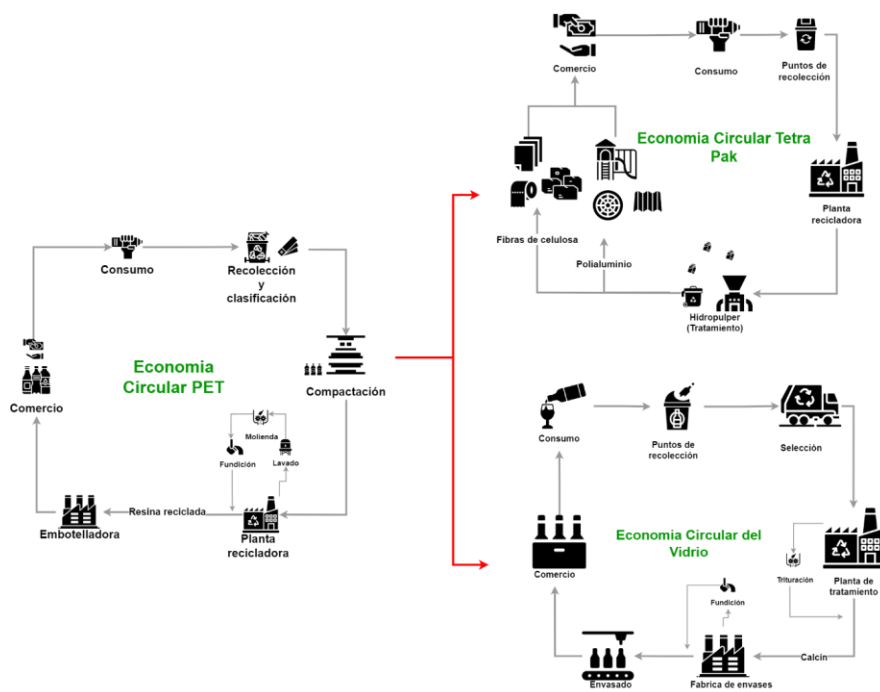 Comercio
Consumo
Puntos de
recolección
Economia Circular Tetra
Pak
Planta
recicladora
Fibras de celulosa
Polialuminio
Hidropulper
(Tratamiento)
Consumo
Recolección
y
clasificación
Economia
Circular PET
Compactación
Comercio
Molienda
Fundición
Lavado
Resina reciclada
Embotelladora
Planta
recicladora
Consumo
Puntos de
recolección
Selección
Economia Circular del
Vidrio
Comercio
Trituración
Planta de
tratamiento
Fundición
Calcín
Envasado
Fabrica de envases